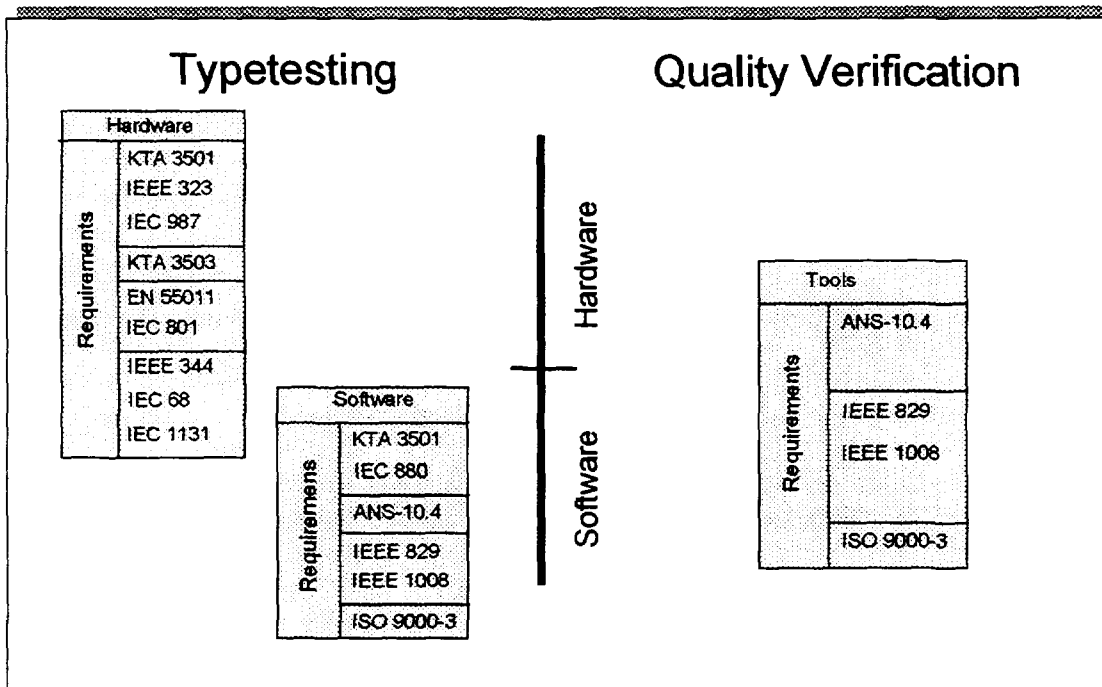 Typetesting
Quality Verification
Hardware
Requirements
KTA 3501
IEEE 323
IEC 987
KTA 3503
EN 55011
IEC 801
IEEE 344
IEC 68
IEC 1131
Software
Requiremens
KTA 3501
IEC 880
ANS-10.4
IEEE 829
IEEE 1008
ISO 9000-3
Hardware
Software
Tools
Requirements
ANS-10.4
IEEE 829
IEEE 1008
ISO 9000-3